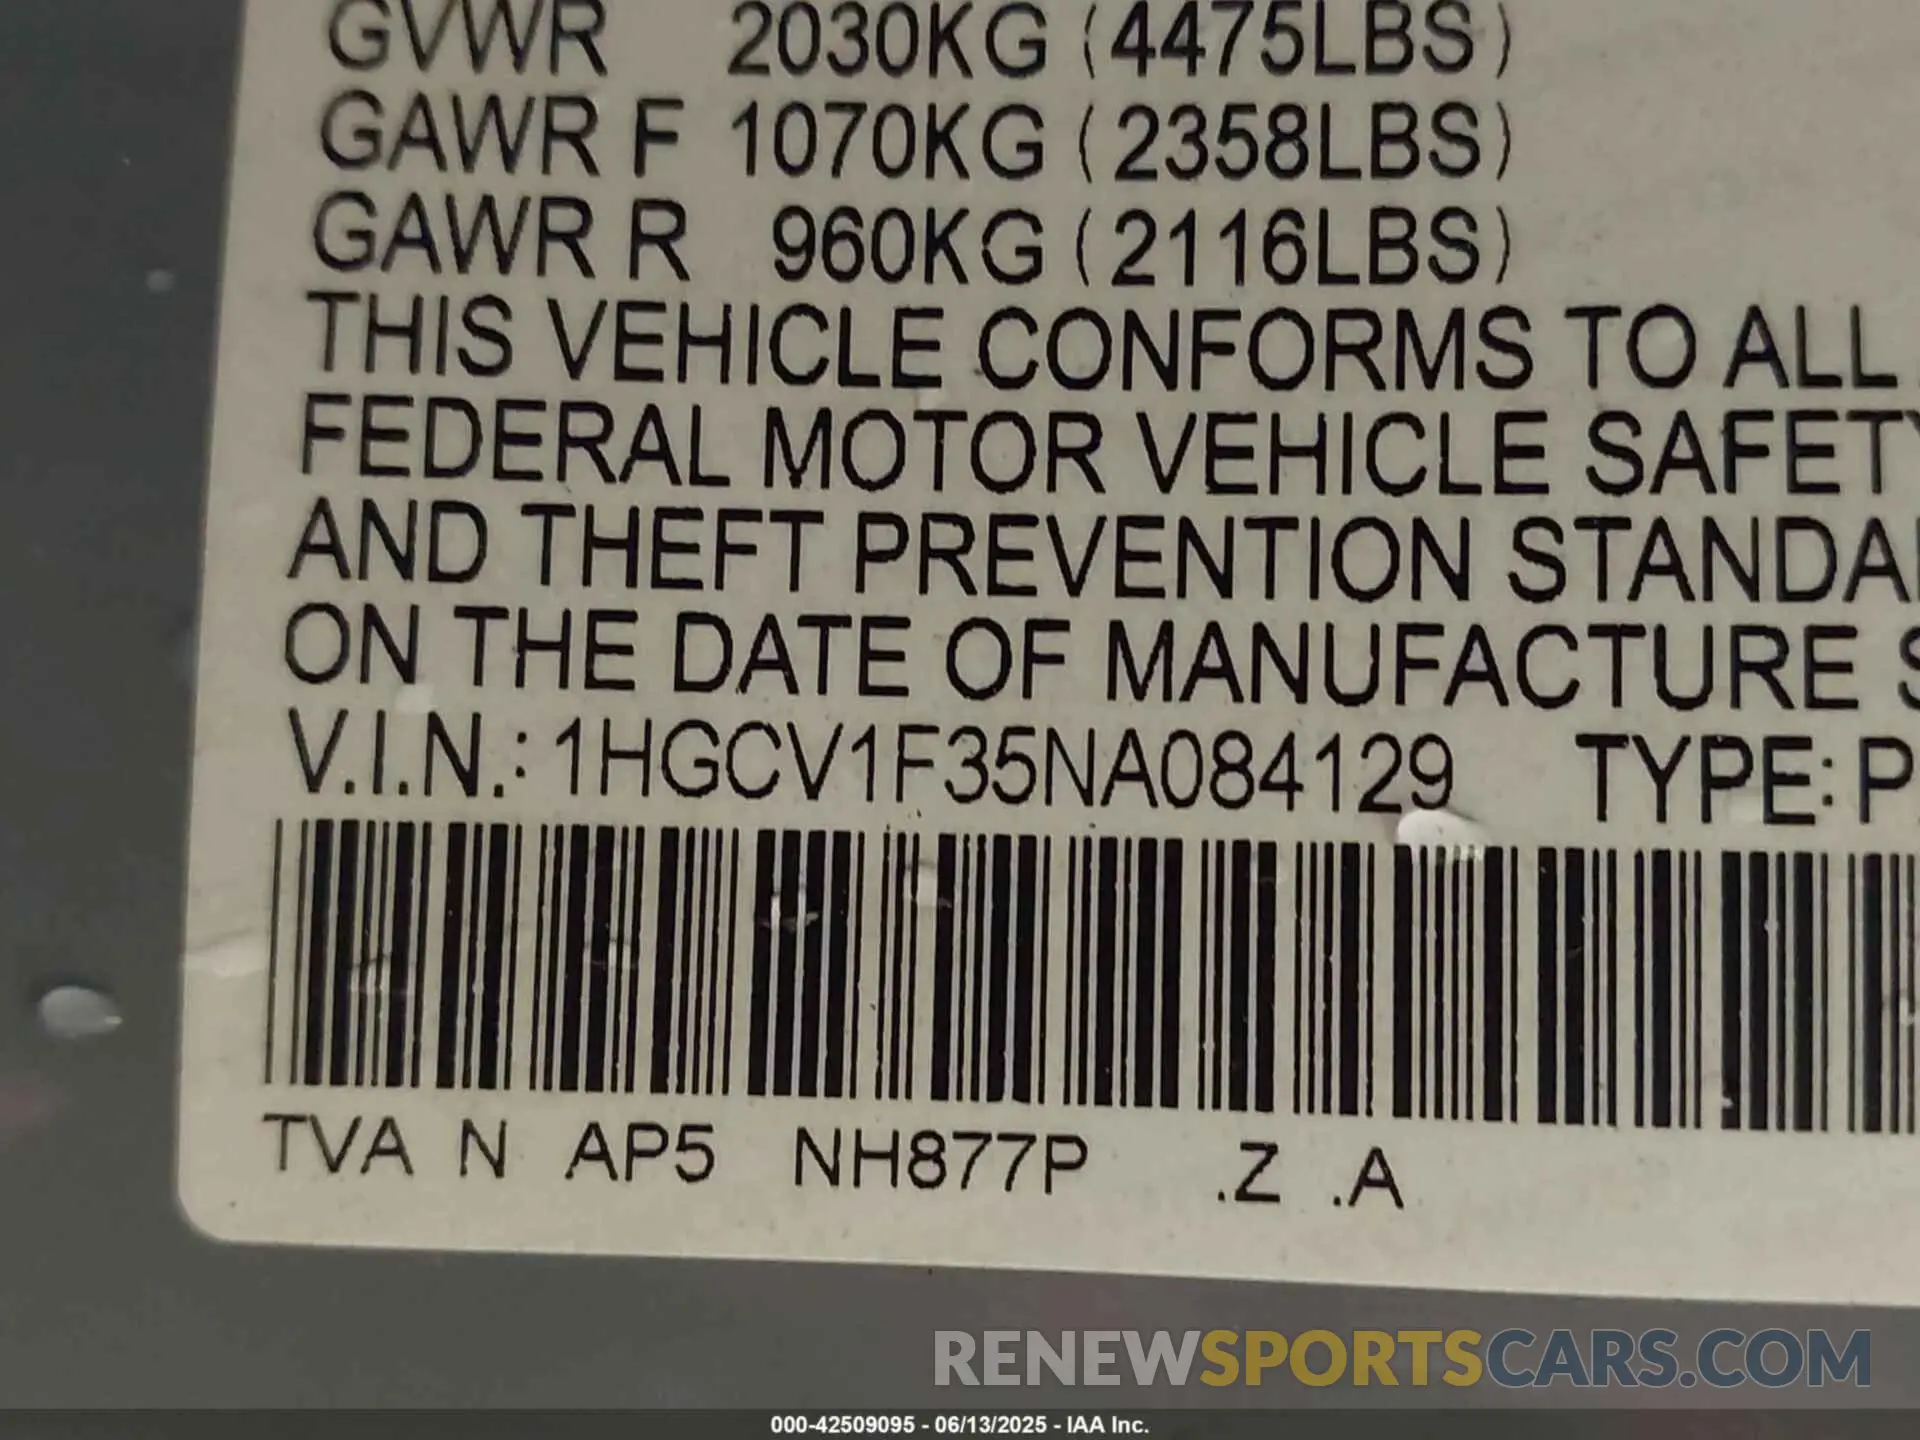 GVWR 2030KG (4475LBS)
GAWR F 1070KG (2358LBS)
GAWR R 960KG (2116LBS)
THIS VEHICLE CONFORMS TO ALL
FEDERAL MOTOR VEHICLE SAFETY
AND THEFT PREVENTION STANDA
ON THE DATE OF MANUFACTURE S
V.I.N.: 1HGCV1F35NA084129 TYPE: P
TVA N AP5 NH877P .Z .A
RENEWSPORTSCARS.COM
000-42509095 - 06/13/2025 - IAA Inc.